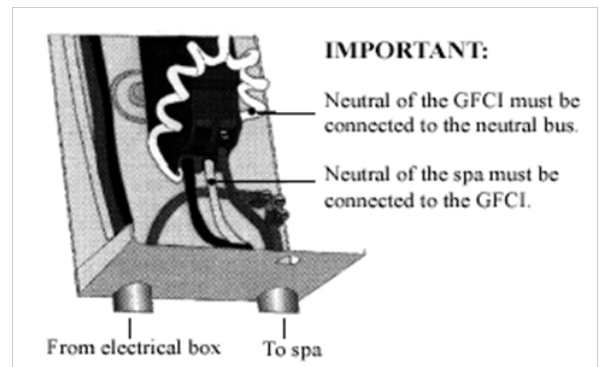 IMPORTANT:
Neutral of the GFCI must be
connected to the neutral bus.
Neutral of the spa must be
connected to the GFCI.
From electrical box
To spa